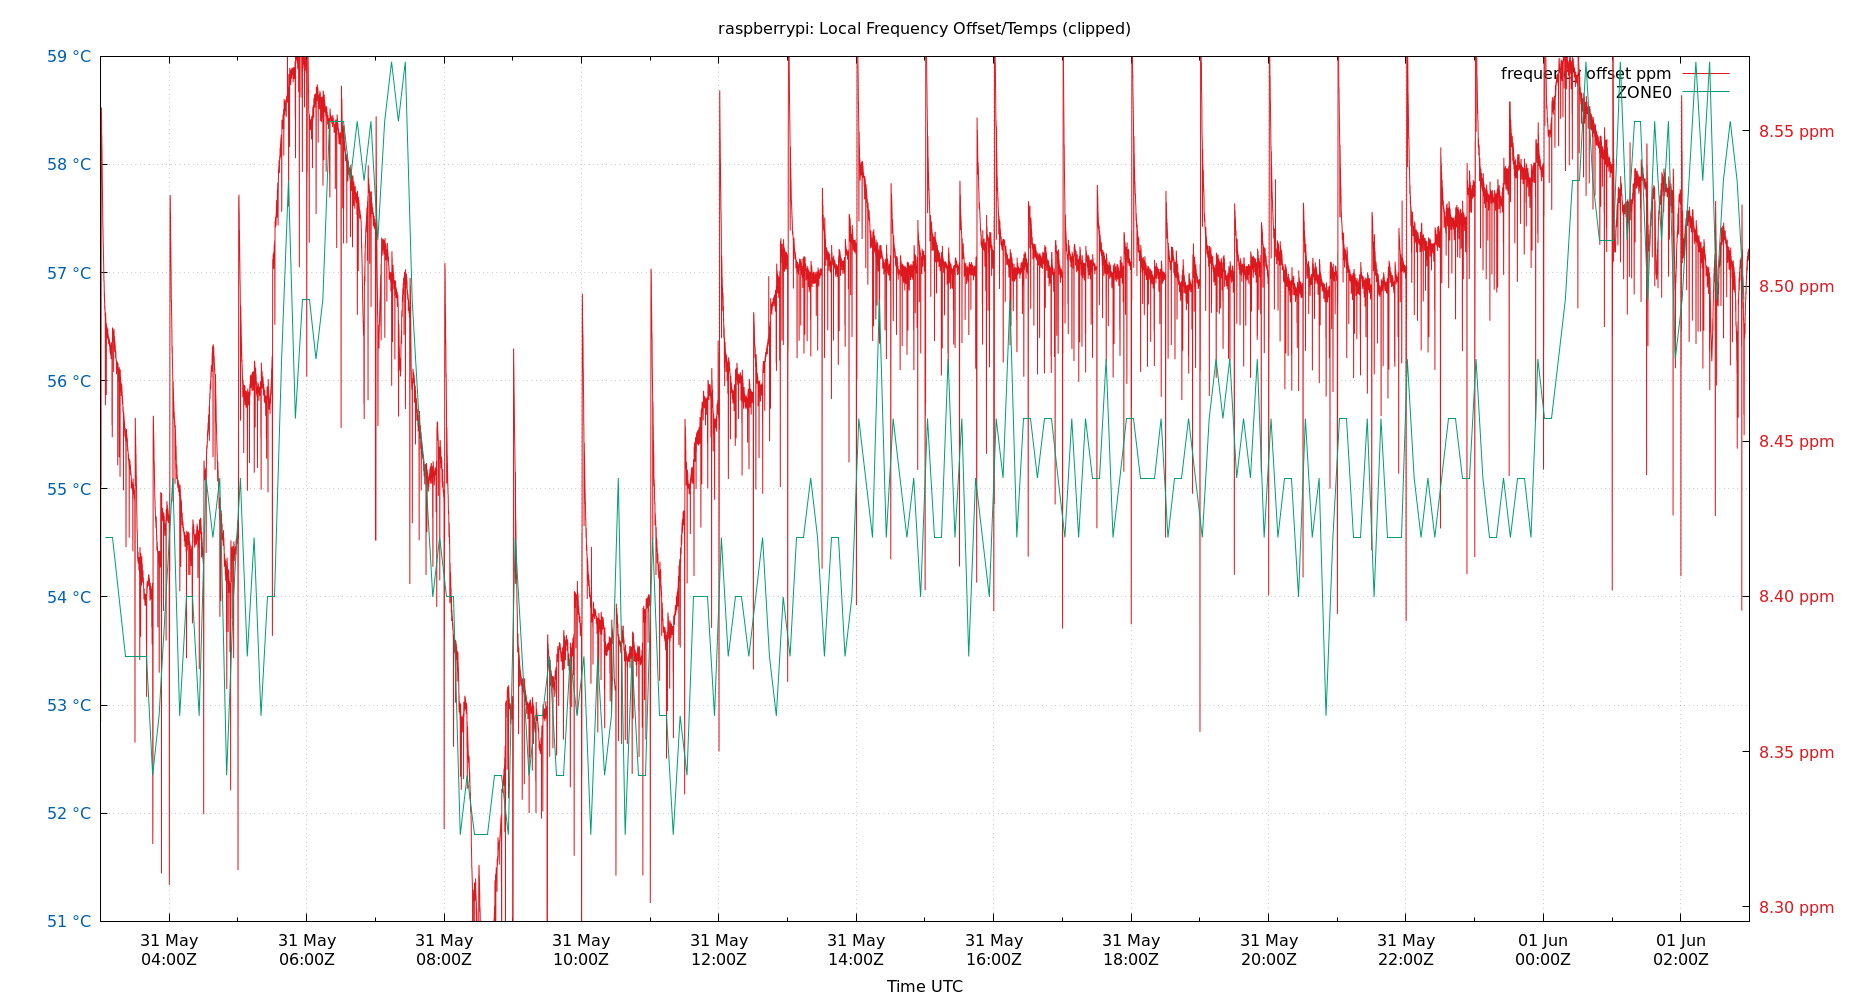 raspberrypi: Local Frequency Offset/Temps (clipped)
frequency offset ppm
ZONE0
59 °C
58 °C
57 °C
56 °C
55 °C
54 °C
53 °C
52 °C
51 °C
8.55 ppm
8.50 ppm
8.45 ppm
8.40 ppm
8.35 ppm
8.30 ppm
31 May 31 May 31 May 31 May 31 May 31 May 31 May 31 May 31 May 31 May 01 Jun 01 Jun
04:00Z 06:00Z 08:00Z 10:00Z 12:00Z 14:00Z 16:00Z 18:00Z 20:00Z 22:00Z 00:00Z 02:00Z
Time UTC